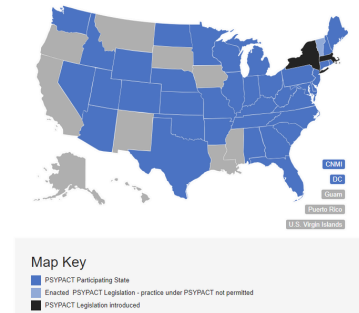 CNMI
DC
Guam
Puerto Rico
U.S. Virgin Islands
Map Key
PSYPACT Participating State
Enacted PSYPACT Legislation - practice under PSYPACT not permitted
PSYPACT Legislation introduced